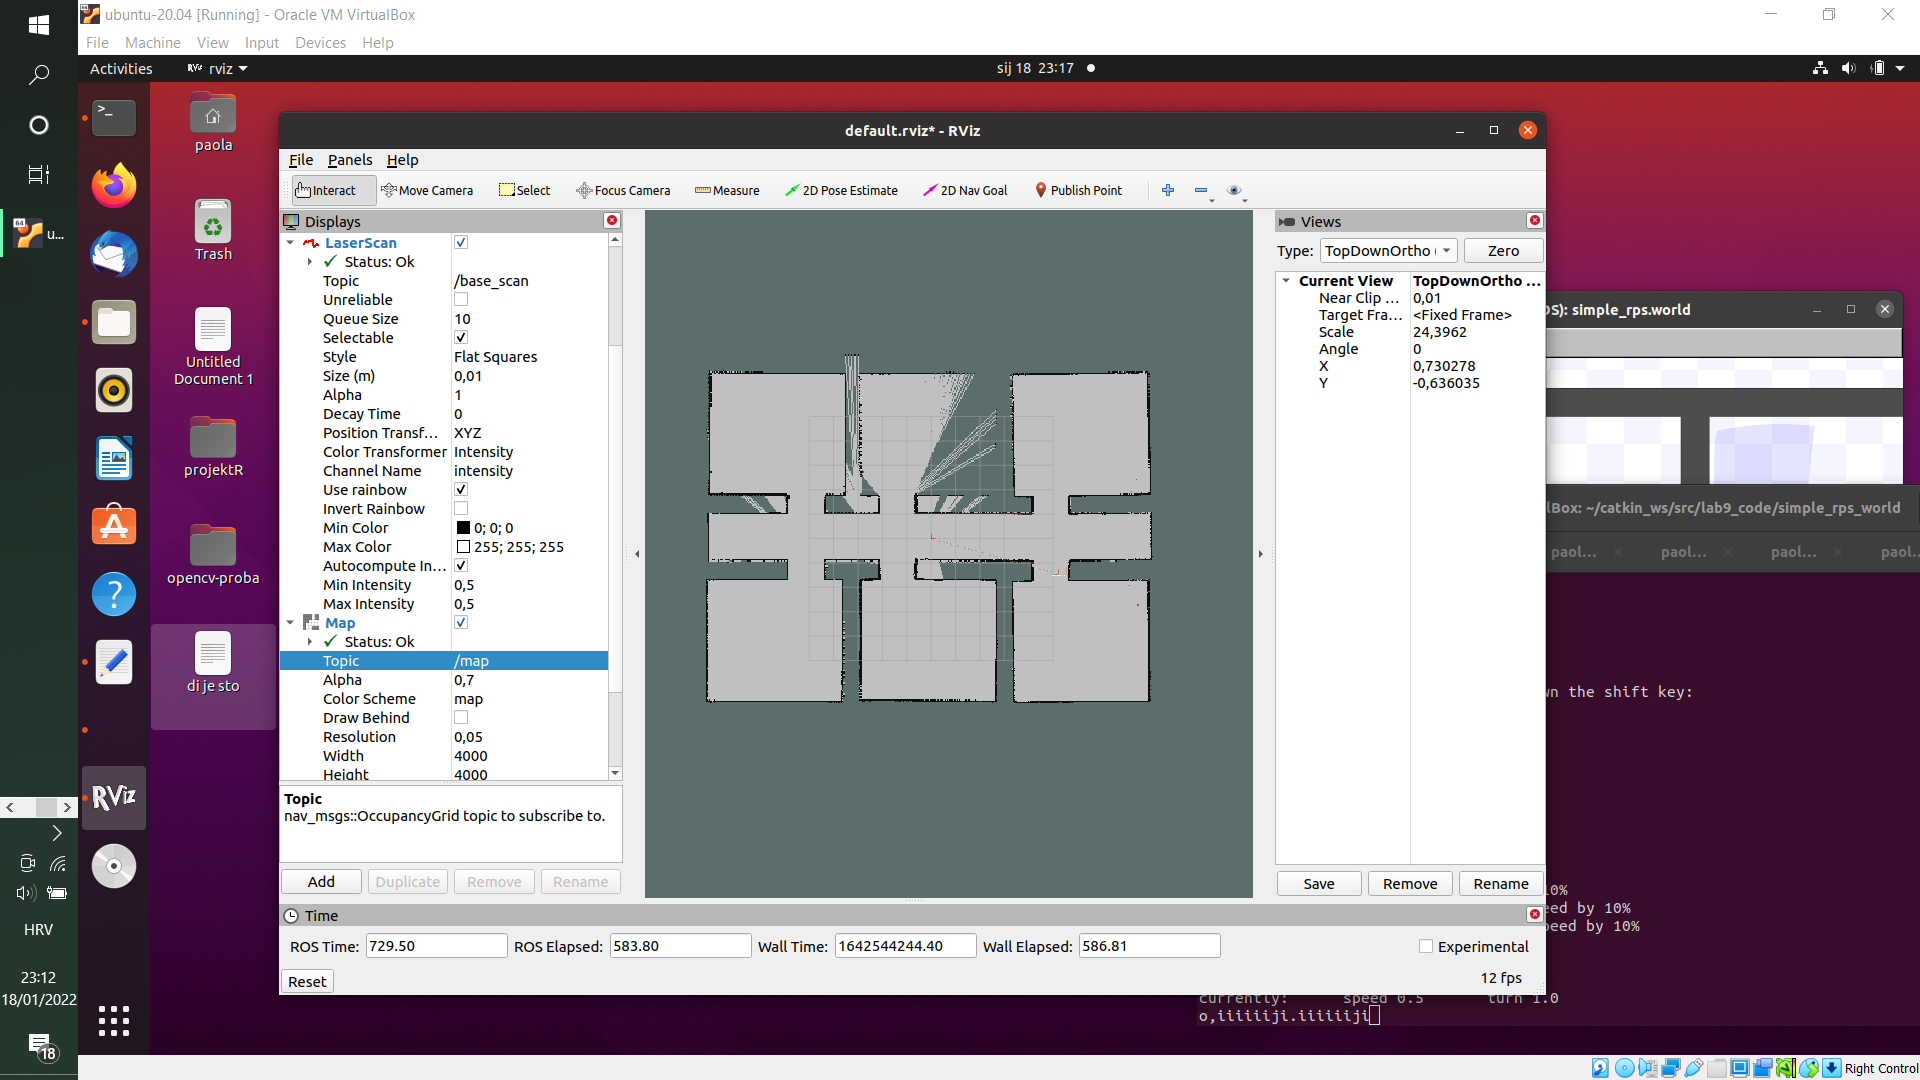 ubuntu-20.04 [Running] - Oracle VM VirtualBox
File Machine View Input Devices Help
Activities RViz rviz sij 18 23:17
paola
Trash
Untitled
Document 1
projektR
opencv-proba
di je sto
64 u...
RViz
HRV
23:12
18/01/2022
18
default.rviz* - RViz
File Panels Help
Interact Move Camera Select Focus Camera Measure 2D Pose Estimate 2D Nav Goal Publish Point
Displays
LaserScan
Status: Ok
Topic /base_scan
Unreliable
Queue Size 10
Selectable
Style Flat Squares
Size (m) 0,01
Alpha 1
Decay Time 0
Position Transf... XYZ
Color Transformer Intensity
Channel Name intensity
Use rainbow
Invert Rainbow
Min Color 0; 0; 0
Max Color 255; 255; 255
Autocompute In...
Min Intensity 0,5
Max Intensity 0,5
Map
Status: Ok
Topic /map
Alpha 0,7
Color Scheme map
Draw Behind
Resolution 0,05
Width 4000
Height 4000
Topic
nav_msgs::OccupancyGrid topic to subscribe to.
Add Duplicate Remove Rename
Views
Type: TopDownOrtho ( Zero
Current View TopDownOrtho ...
Near Clip ... 0,01
Target Fra... <Fixed Frame>
Scale 24,3962
Angle 0
X 0,730278
Y -0,636035
Save Remove Rename
Time
ROS Time: 729.50 ROS Elapsed: 583.80 Wall Time: 1642544244.40 Wall Elapsed: 586.81 Experimental
Reset 12 fps
OS): simple_rps.world
lBox: ~/catkin_ws/src/lab9_code/simple_rps_world
paol... × paol... × paol... × paol...
wn the shift key:
10%
eed by 10%
peed by 10%
currently: speed 0.5 turn 1.0
o,iiiiiiji.iiiiiiji
Right Control